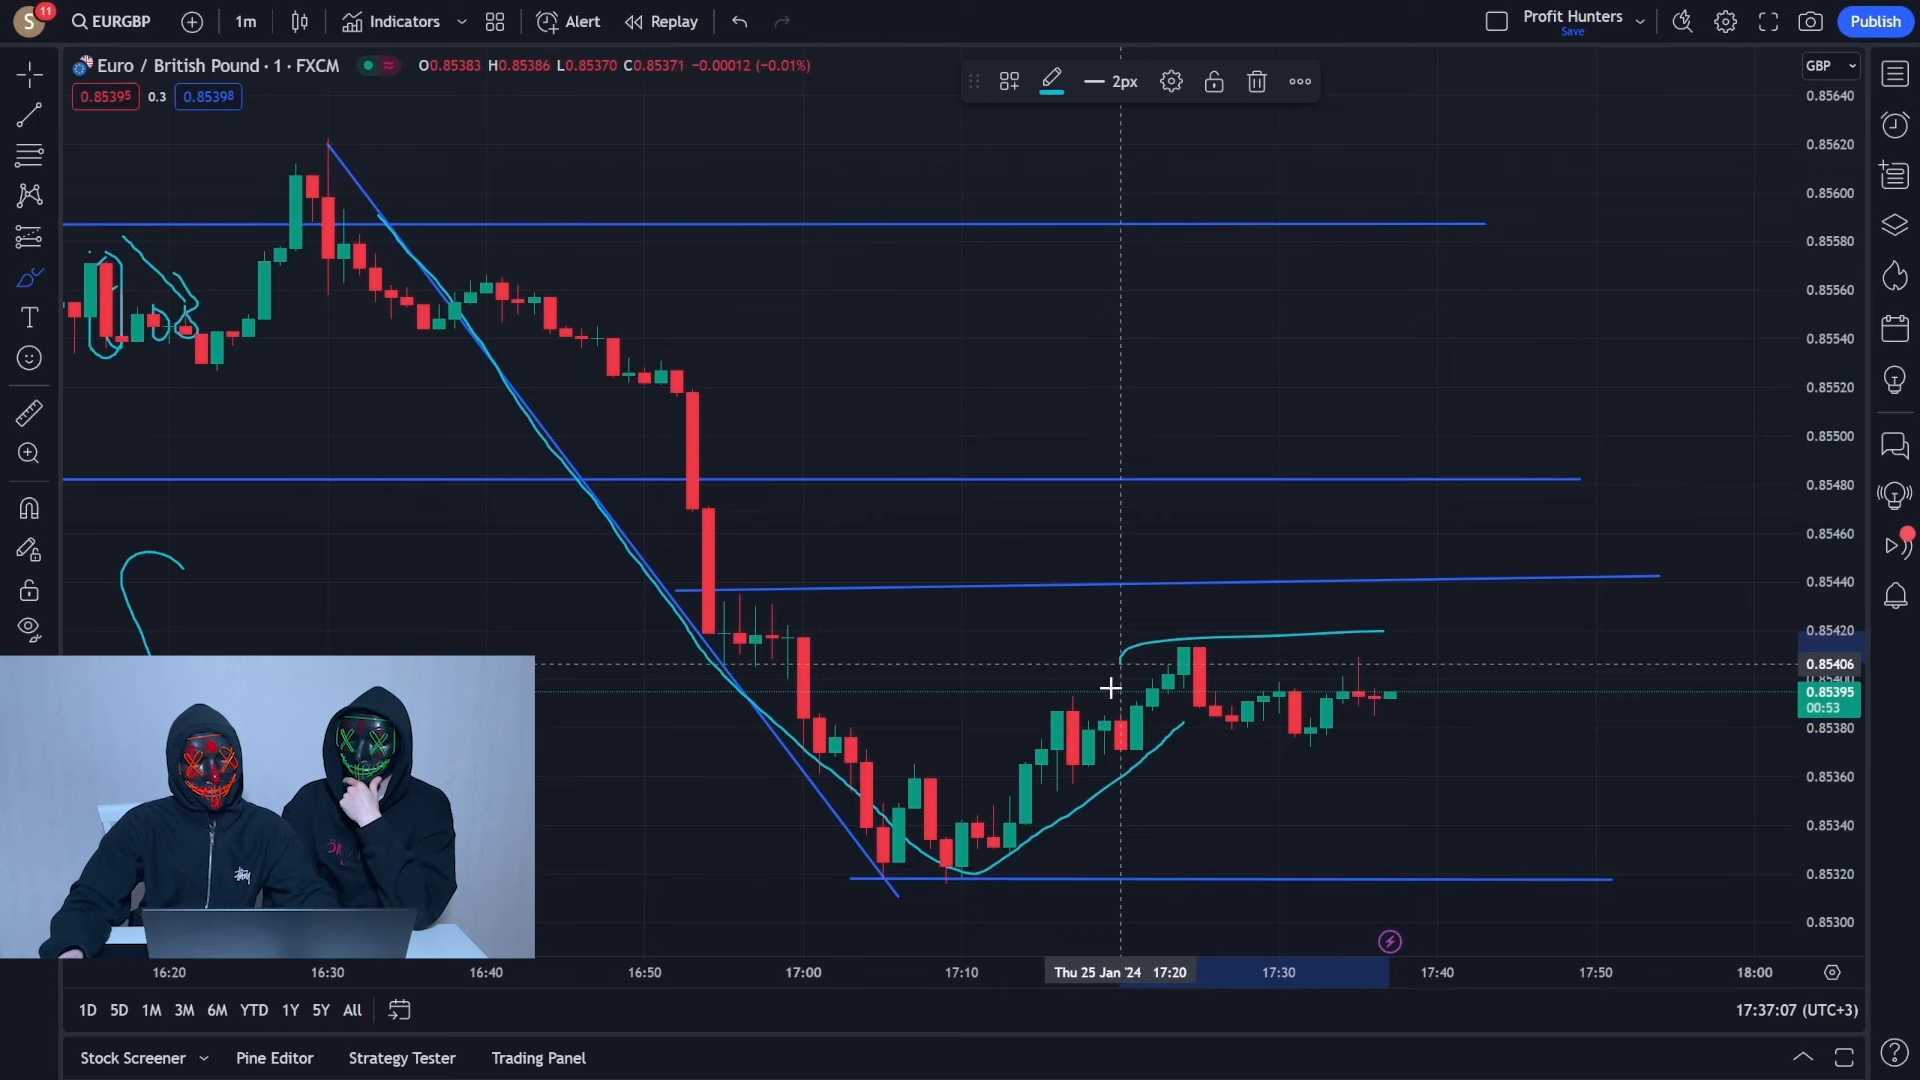 S 11 EURGBP 1m Indicators Alert Replay Profit Hunters Save Publish
Euro / British Pound · 1 · FXCM O0.85383 H0.85386 L0.85370 C0.85371 −0.00012 (−0.01%)
GBP
2px
0.85395 0.3 0.85398
0.85640
0.85620
0.85600
0.85580
0.85560
0.85540
0.85520
0.85500
0.85480
0.85460
0.85440
0.85420
0.85406
0.85400
0.85395
00:53
0.85380
0.85360
0.85340
0.85320
0.85300
16:20 16:30 16:40 16:50 17:00 17:10 Thu 25 Jan '24 17:20 17:30 17:40 17:50 18:00
1D 5D 1M 3M 6M YTD 1Y 5Y All 17:37:07 (UTC+3)
Stock Screener Pine Editor Strategy Tester Trading Panel